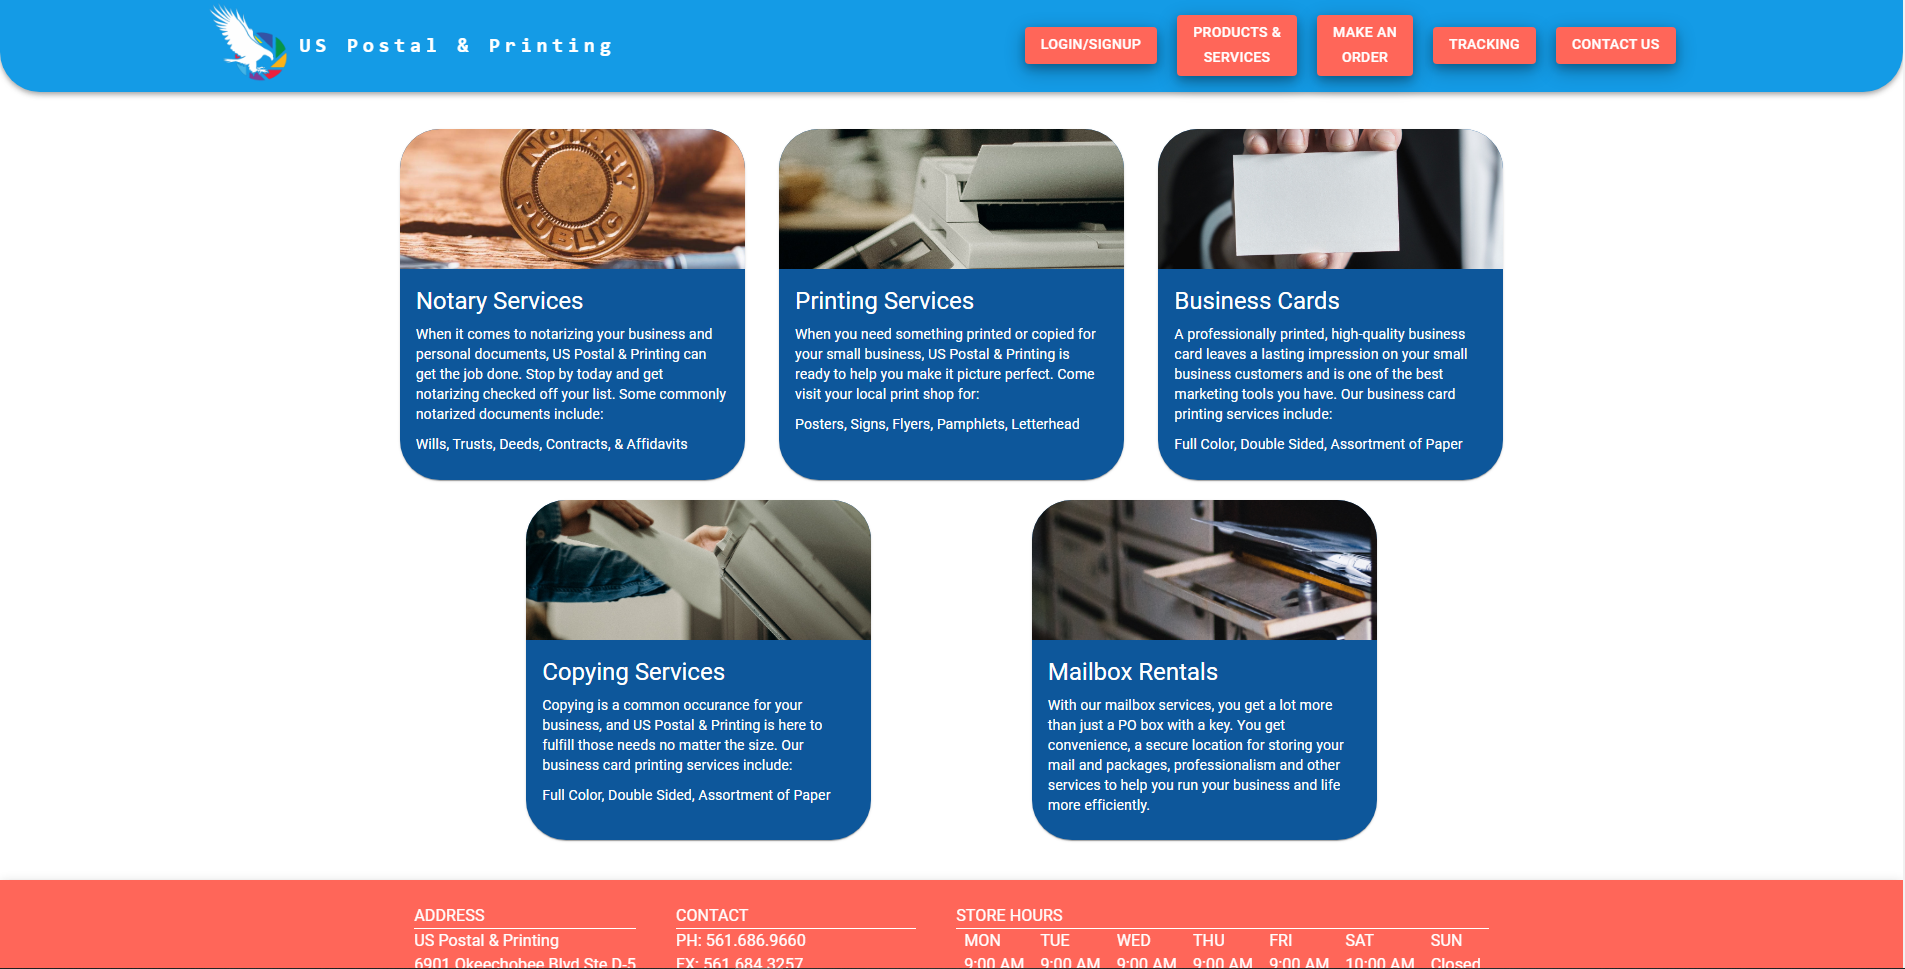 US Postal & Printing
LOGIN/SIGNUP
PRODUCTS &
SERVICES
MAKE AN
ORDER
TRACKING
CONTACT US
NOTARY
PUBLIC
Notary Services
When it comes to notarizing your business and
personal documents, US Postal & Printing can
get the job done. Stop by today and get
notarizing checked off your list. Some commonly
notarized documents include:
Wills, Trusts, Deeds, Contracts, & Affidavits
Printing Services
When you need something printed or copied for
your small business, US Postal & Printing is
ready to help you make it picture perfect. Come
visit your local print shop for:
Posters, Signs, Flyers, Pamphlets, Letterhead
Business Cards
A professionally printed, high-quality business
card leaves a lasting impression on your small
business customers and is one of the best
marketing tools you have. Our business card
printing services include:
Full Color, Double Sided, Assortment of Paper
Copying Services
Copying is a common occurance for your
business, and US Postal & Printing is here to
fulfill those needs no matter the size. Our
business card printing services include:
Full Color, Double Sided, Assortment of Paper
Mailbox Rentals
With our mailbox services, you get a lot more
than just a PO box with a key. You get
convenience, a secure location for storing your
mail and packages, professionalism and other
services to help you run your business and life
more efficiently.
ADDRESS
US Postal & Printing
6901 Okeechobee Blvd Ste D-5
CONTACT
PH: 561.686.9660
FX: 561.684.3257
STORE HOURS
MON TUE WED THU FRI SAT SUN
9:00 AM 9:00 AM 9:00 AM 9:00 AM 9:00 AM 10:00 AM Closed